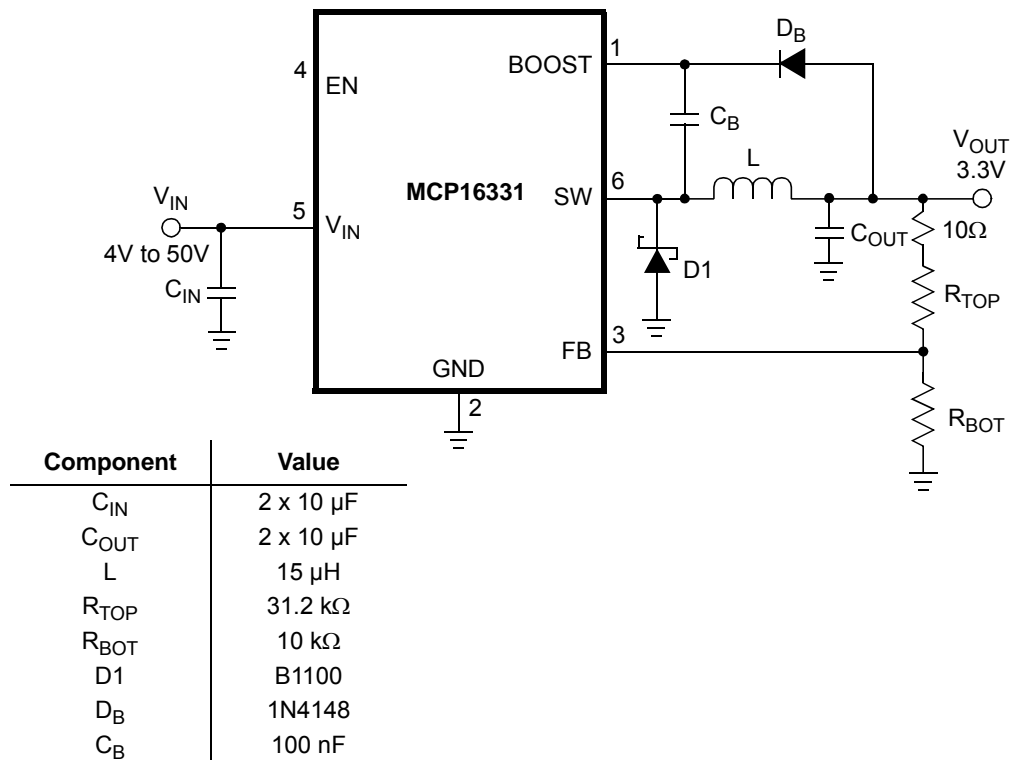 D_B
1
BOOST
4
EN
C_B
L
V_OUT
3.3V
MCP16331
6
SW
V_IN
5
V_IN
4V to 50V
C_OUT
10Ω
D1
C_IN
R_TOP
3
FB
GND
2
R_BOT
Component Value
C_IN 2 x 10 µF
C_OUT 2 x 10 µF
L 15 µH
R_TOP 31.2 kΩ
R_BOT 10 kΩ
D1 B1100
D_B 1N4148
C_B 100 nF